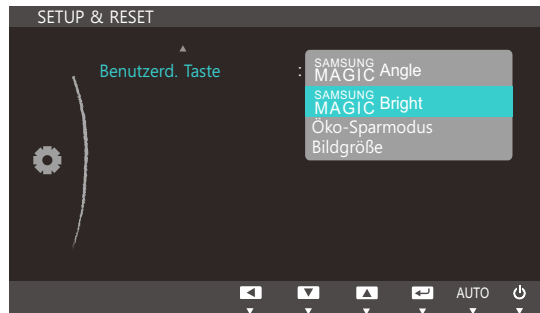 SETUP & RESET
Benutzerd. Taste : SAMSUNG MAGIC Angle
SAMSUNG MAGIC Bright
Öko-Sparmodus
Bildgröße
AUTO